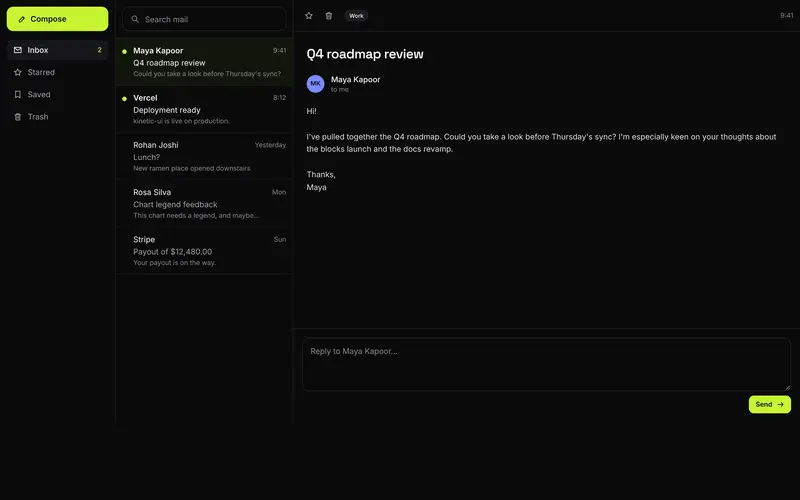 Compose
Inbox 2
Starred
Saved
Trash
Search mail
Maya Kapoor 9:41
Q4 roadmap review
Could you take a look before Thursday's sync?
Vercel 8:12
Deployment ready
kinetic-ui is live on production.
Rohan Joshi Yesterday
Lunch?
New ramen place opened downstairs
Rosa Silva Mon
Chart legend feedback
This chart needs a legend, and maybe...
Stripe Sun
Payout of $12,480.00
Your payout is on the way.
Work 9:41
Q4 roadmap review
MK Maya Kapoor
to me
Hi!
I've pulled together the Q4 roadmap. Could you take a look before Thursday's sync? I'm especially keen on your thoughts about
the blocks launch and the docs revamp.
Thanks,
Maya
Reply to Maya Kapoor...
Send